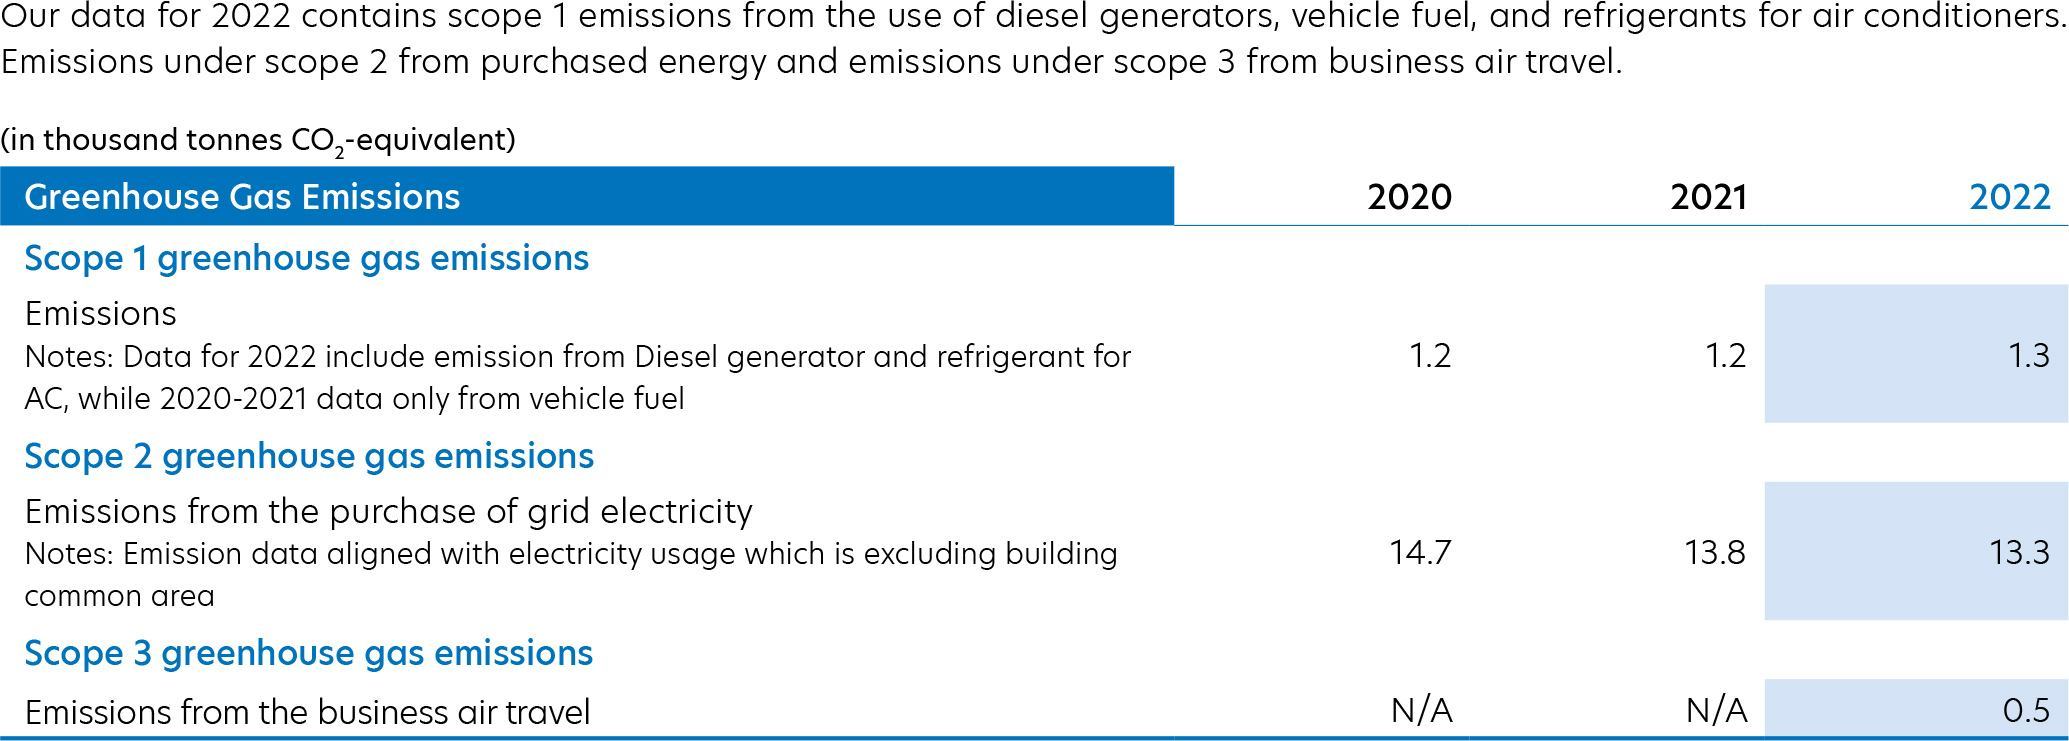 Our data for 2022 contains scope 1 emissions from the use of diesel generators, vehicle fuel, and refrigerants for air conditioners.
Emissions under scope 2 from purchased energy and emissions under scope 3 from business air travel.
(in thousand tonnes CO₂-equivalent)
Greenhouse Gas Emissions 2020 2021 2022
Scope 1 greenhouse gas emissions
Emissions
Notes: Data for 2022 include emission from Diesel generator and refrigerant for 1.2 1.2 1.3
AC, while 2020-2021 data only from vehicle fuel
Scope 2 greenhouse gas emissions
Emissions from the purchase of grid electricity
Notes: Emission data aligned with electricity usage which is excluding building 14.7 13.8 13.3
common area
Scope 3 greenhouse gas emissions
Emissions from the business air travel N/A N/A 0.5